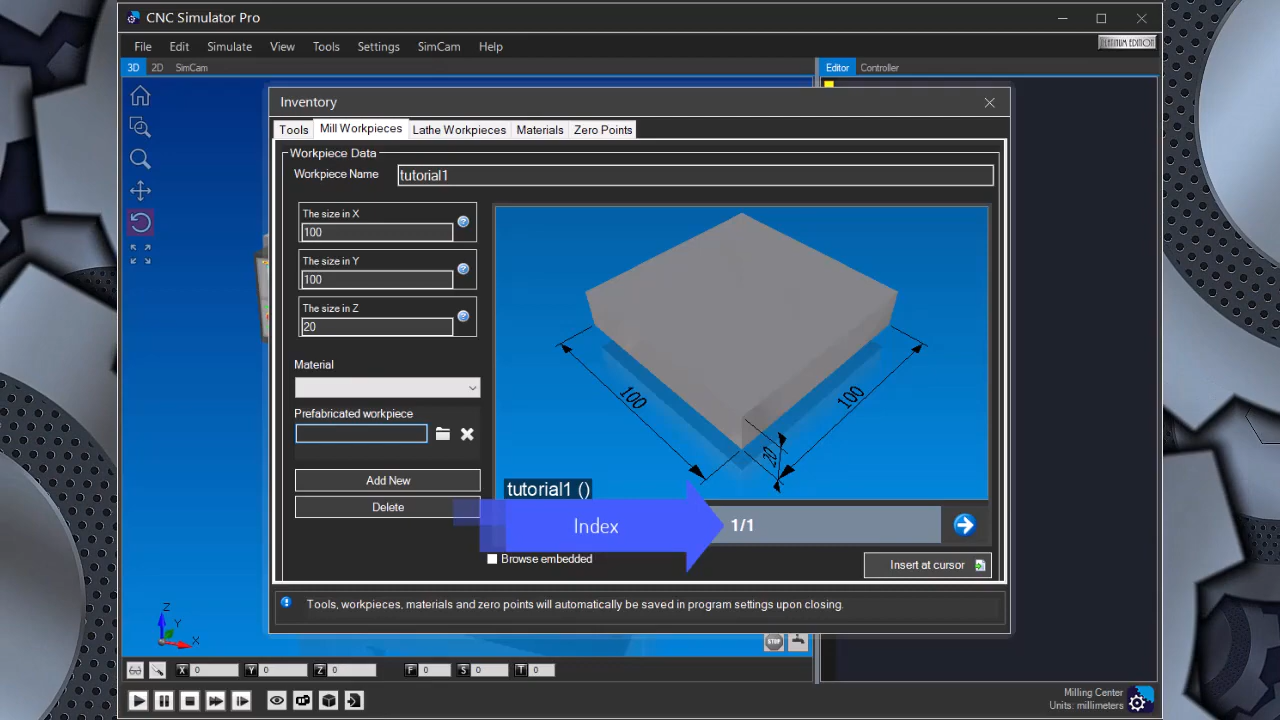 CNC Simulator Pro
File Edit Simulate View Tools Settings SimCam Help
PLATINUM EDITION
3D 2D SimCam
Editor Controller
Inventory
Tools Mill Workpieces Lathe Workpieces Materials Zero Points
Workpiece Data
Workpiece Name tutorial1
The size in X
100
The size in Y
100
The size in Z
20
Material
Prefabricated workpiece
Add New
Delete
100
100
20
tutorial1 ()
Index
1/1
Browse embedded
Insert at cursor
Tools, workpieces, materials and zero points will automatically be saved in program settings upon closing.
Z
Y
X
STOP
X 0 Y 0 Z 0 F 0 S 0 T 0
Milling Center
Units: millimeters